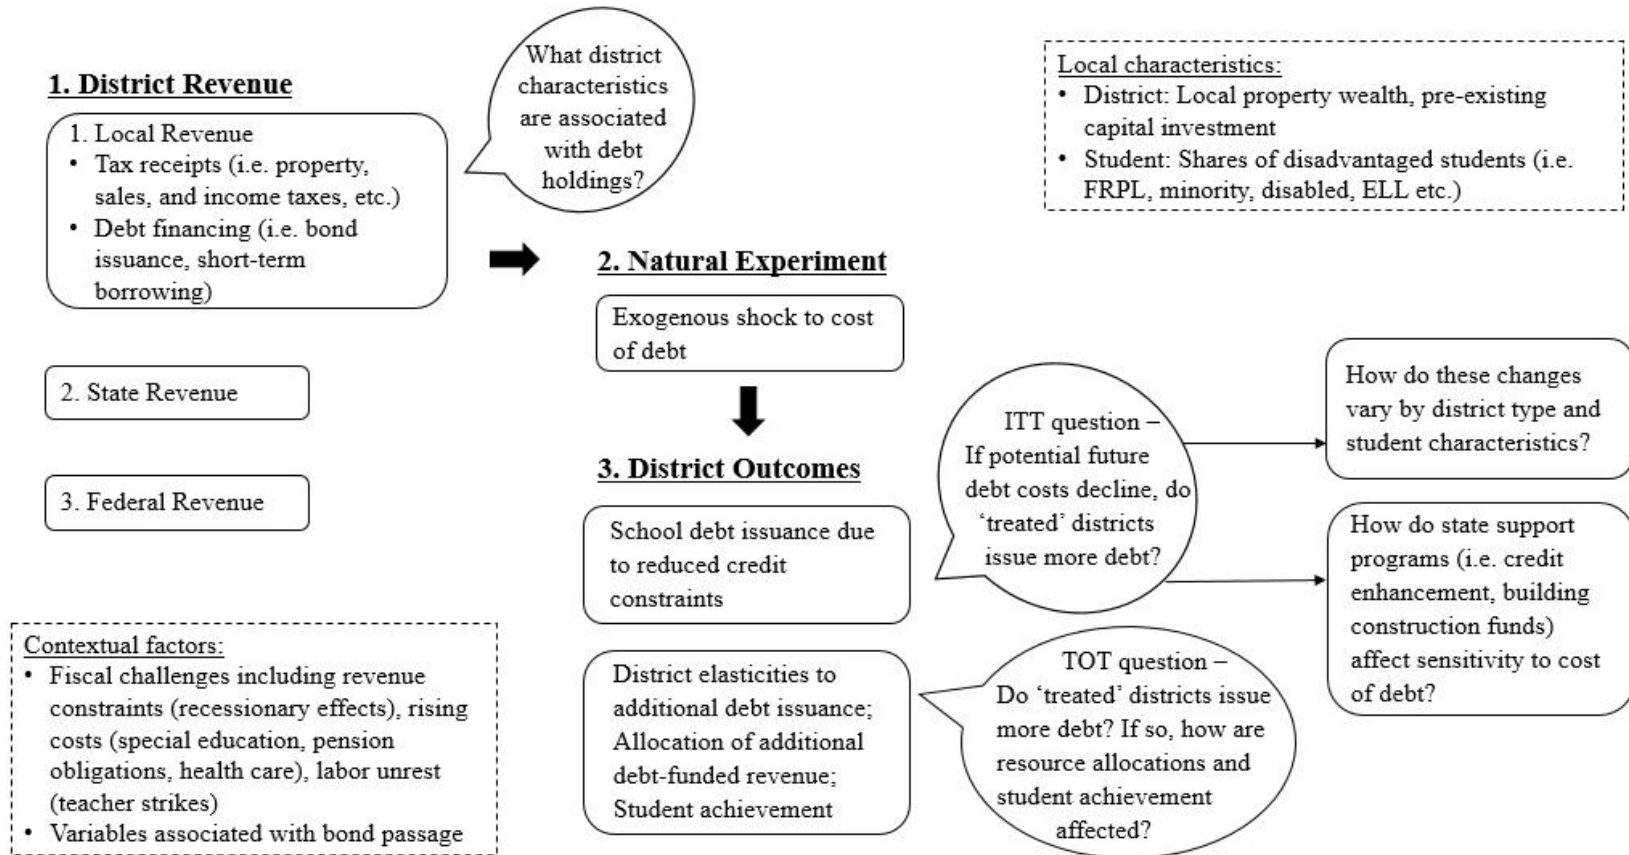 1. District Revenue
1. Local Revenue
• Tax receipts (i.e. property,
sales, and income taxes, etc.)
• Debt financing (i.e. bond
issuance, short-term
borrowing)
2. State Revenue
3. Federal Revenue
Contextual factors:
• Fiscal challenges including revenue
constraints (recessionary effects), rising
costs (special education, pension
obligations, health care), labor unrest
(teacher strikes)
• Variables associated with bond passage
What district
characteristics
are associated
with debt
holdings?
2. Natural Experiment
Exogenous shock to cost
of debt
3. District Outcomes
School debt issuance due
to reduced credit
constraints
District elasticities to
additional debt issuance;
Allocation of additional
debt-funded revenue;
Student achievement
Local characteristics:
• District: Local property wealth, pre-existing
capital investment
• Student: Shares of disadvantaged students (i.e.
FRPL, minority, disabled, ELL etc.)
ITT question –
If potential future
debt costs decline, do
‘treated’ districts
issue more debt?
TOT question –
Do ‘treated’ districts issue
more debt? If so, how are
resource allocations and
student achievement
affected?
How do these changes
vary by district type and
student characteristics?
How do state support
programs (i.e. credit
enhancement, building
construction funds)
affect sensitivity to cost
of debt?